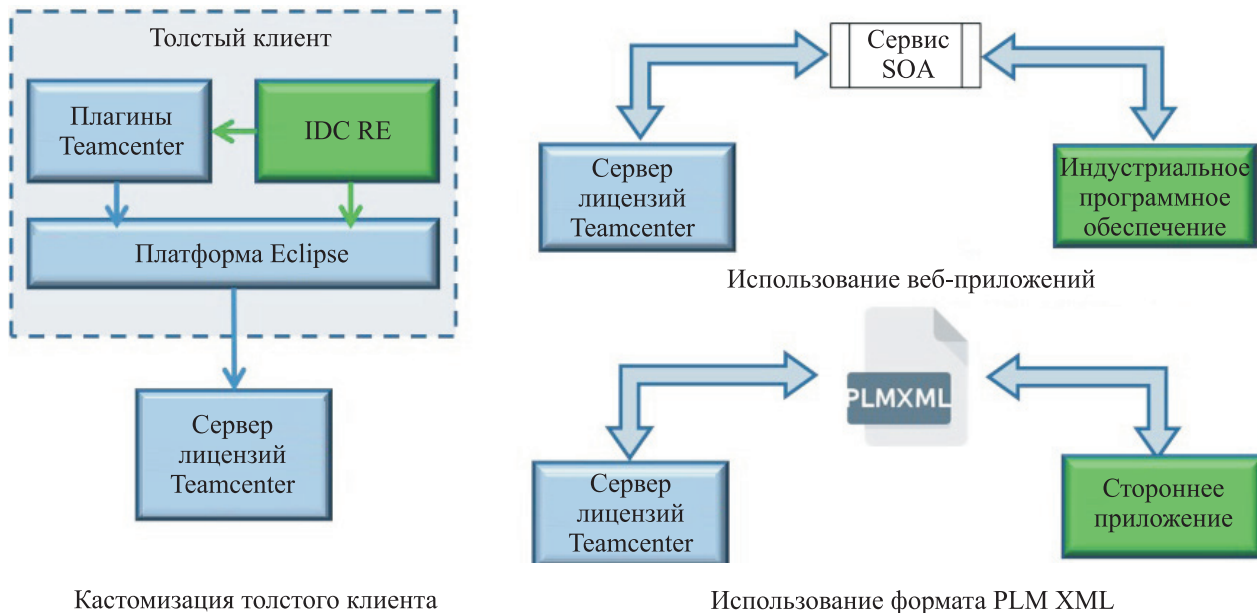 Толстый клиент
Плагины
Teamcenter
IDC RE
Платформа Eclipse
Сервер
лицензий
Teamcenter
Кастомизация толстого клиента
Сервис
SOA
Сервер
лицензий
Teamcenter
Индустриальное
программное
обеспечение
Использование веб-приложений
PLMXML
Сервер
лицензий
Teamcenter
Стороннее
приложение
Использование формата PLM XML